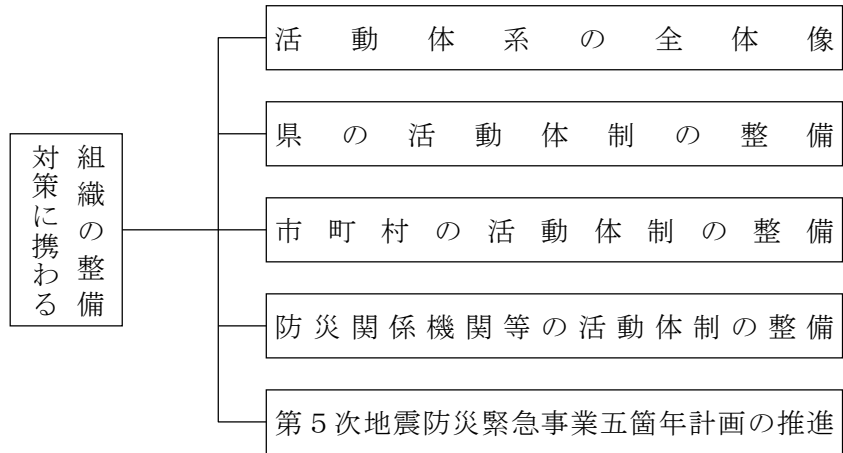 組織の整備
対策に携わる
活動体系の全体像
県の活動体制の整備
市町村の活動体制の整備
防災関係機関等の活動体制の整備
第５次地震防災緊急事業五箇年計画の推進